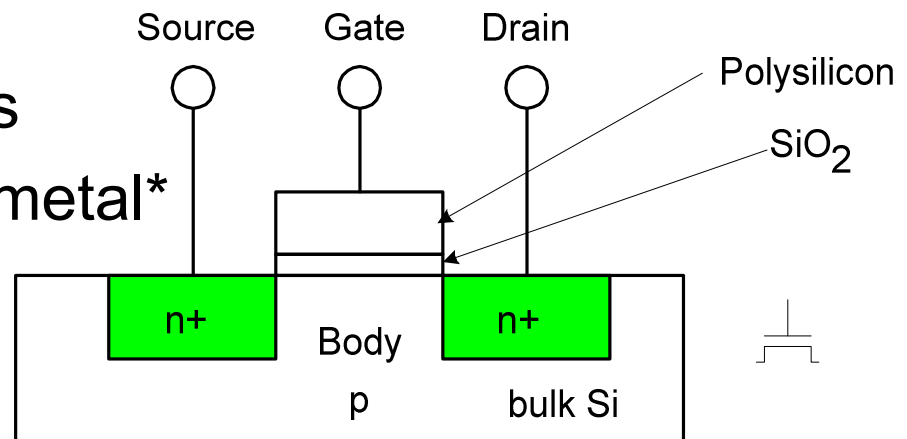 Source Gate Drain
Polysilicon
s
SiO2
metal*
n+ n+
Body
p bulk Si